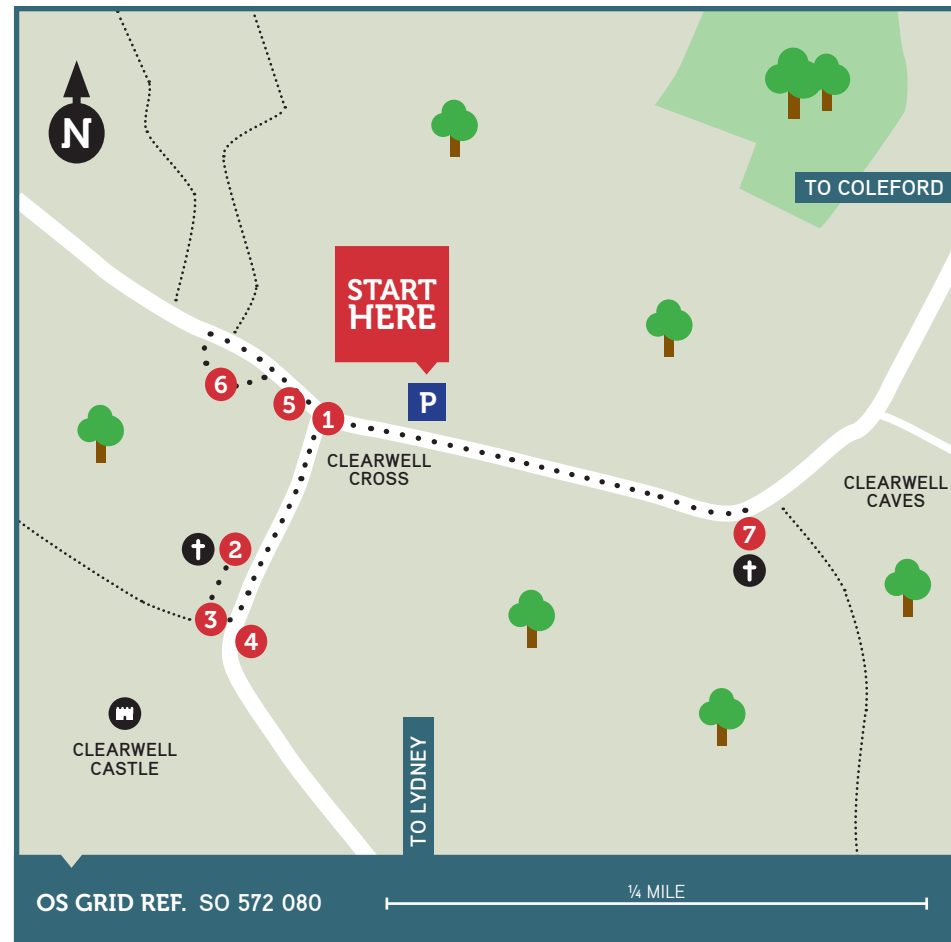 N
TO COLEFORD
START
HERE
P
6
5
1
CLEARWELL
CROSS
CLEARWELL
CAVES
7
2
3
4
CLEARWELL
CASTLE
TO LYDNEY
OS GRID REF. SO 572 080
¼ MILE